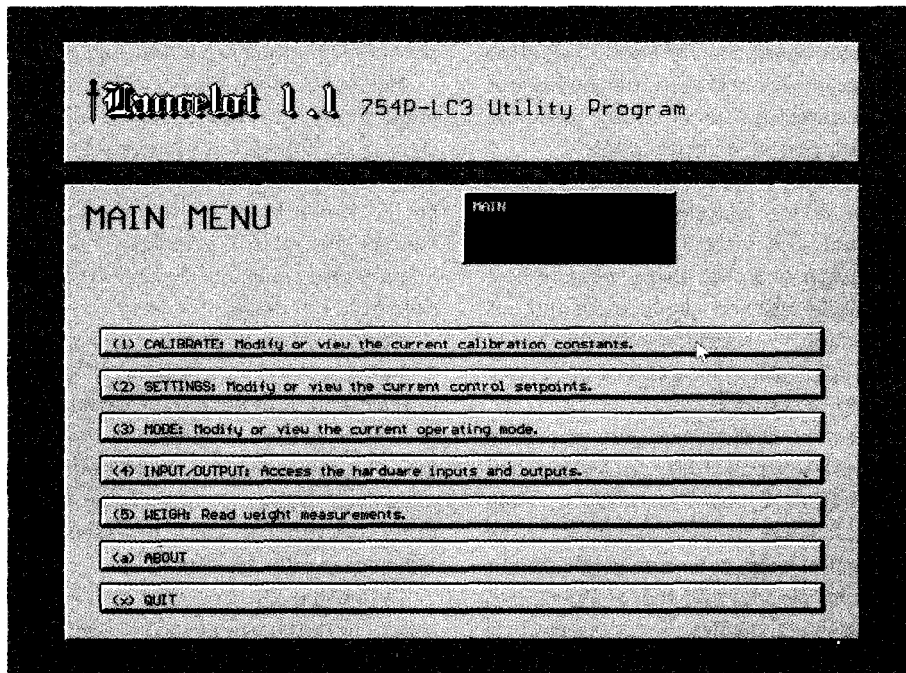 Lancelot 1.1 754P-LC3 Utility Program
MAIN MENU
MAIN
(1) CALIBRATE: Modify or view the current calibration constants.
(2) SETTINGS: Modify or view the current control setpoints.
(3) MODE: Modify or view the current operating mode.
(4) INPUT/OUTPUT: Access the hardware inputs and outputs.
(5) WEIGH: Read weight measurements.
(a) ABOUT
(x) QUIT